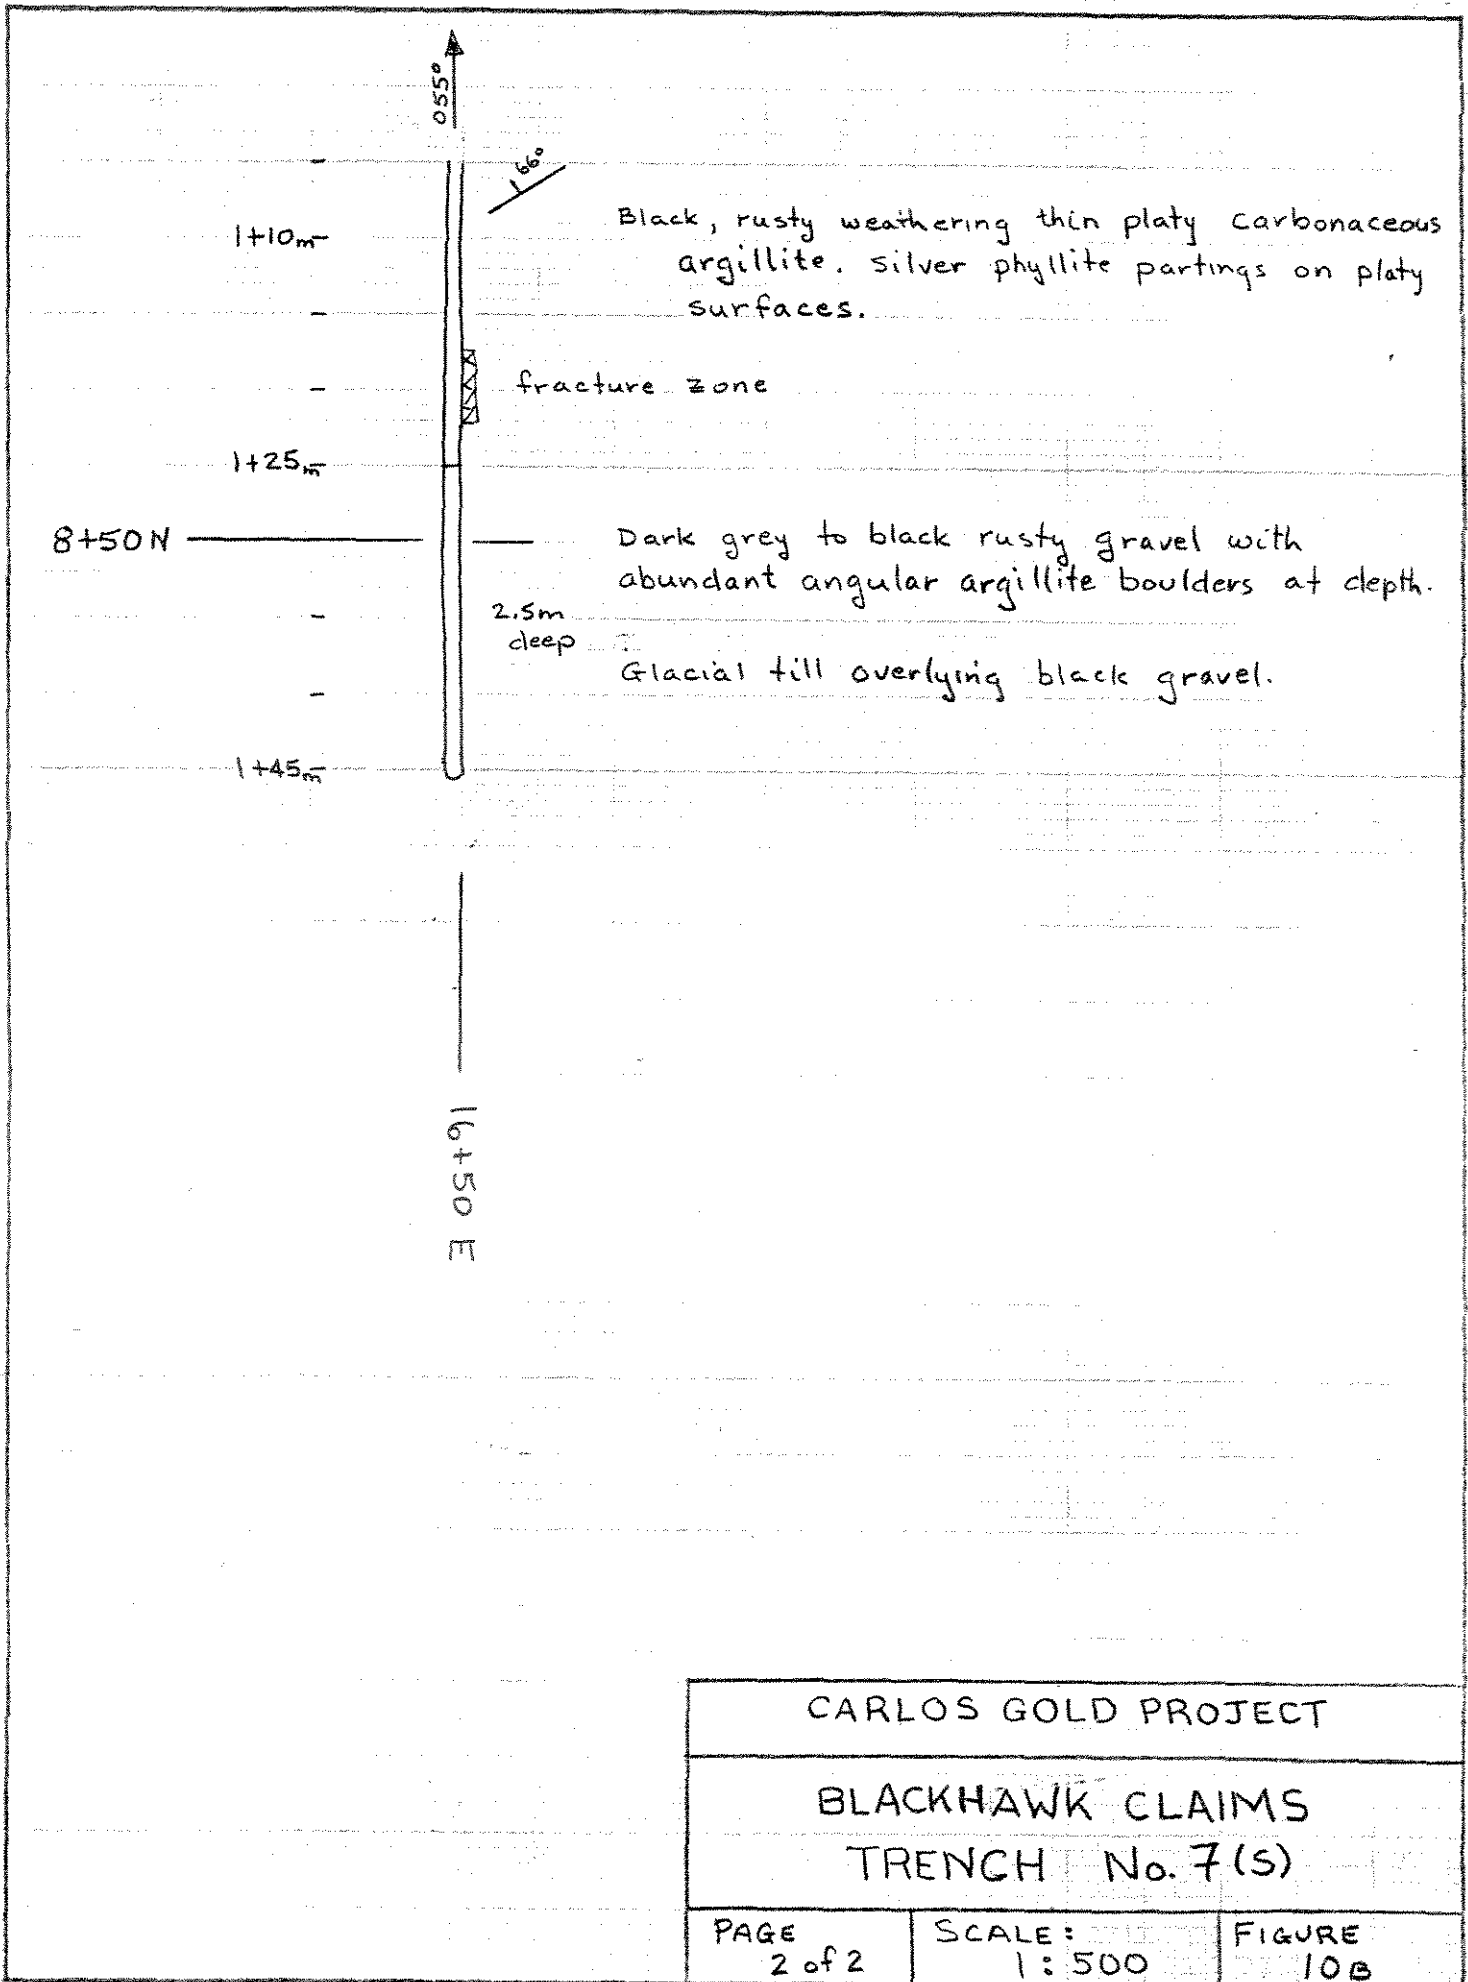 055°
66°
1+10m
Black, rusty weathering thin platy carbonaceous
argillite. Silver phyllite partings on platy
surfaces.
fracture zone
1+25m
8+50 N
Dark grey to black rusty gravel with
abundant angular argillite boulders at depth.
2.5m
deep
Glacial till overlying black gravel.
1+45m
16+50 E
CARLOS GOLD PROJECT
BLACKHAWK CLAIMS
TRENCH No. 7(S)
PAGE
2 of 2
SCALE:
1:500
FIGURE
10B